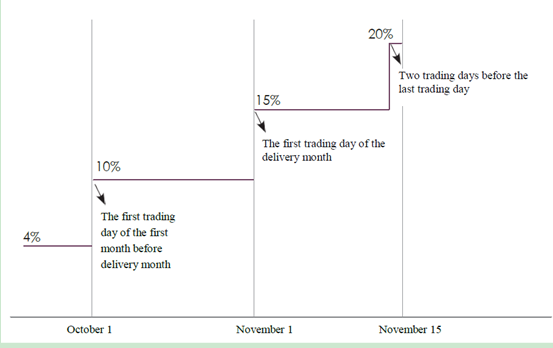 20%
Two trading days before the
last trading day
15%
The first trading day of the
delivery month
10%
The first trading
day of the first
month before
delivery month
4%
October 1
November 1
November 15